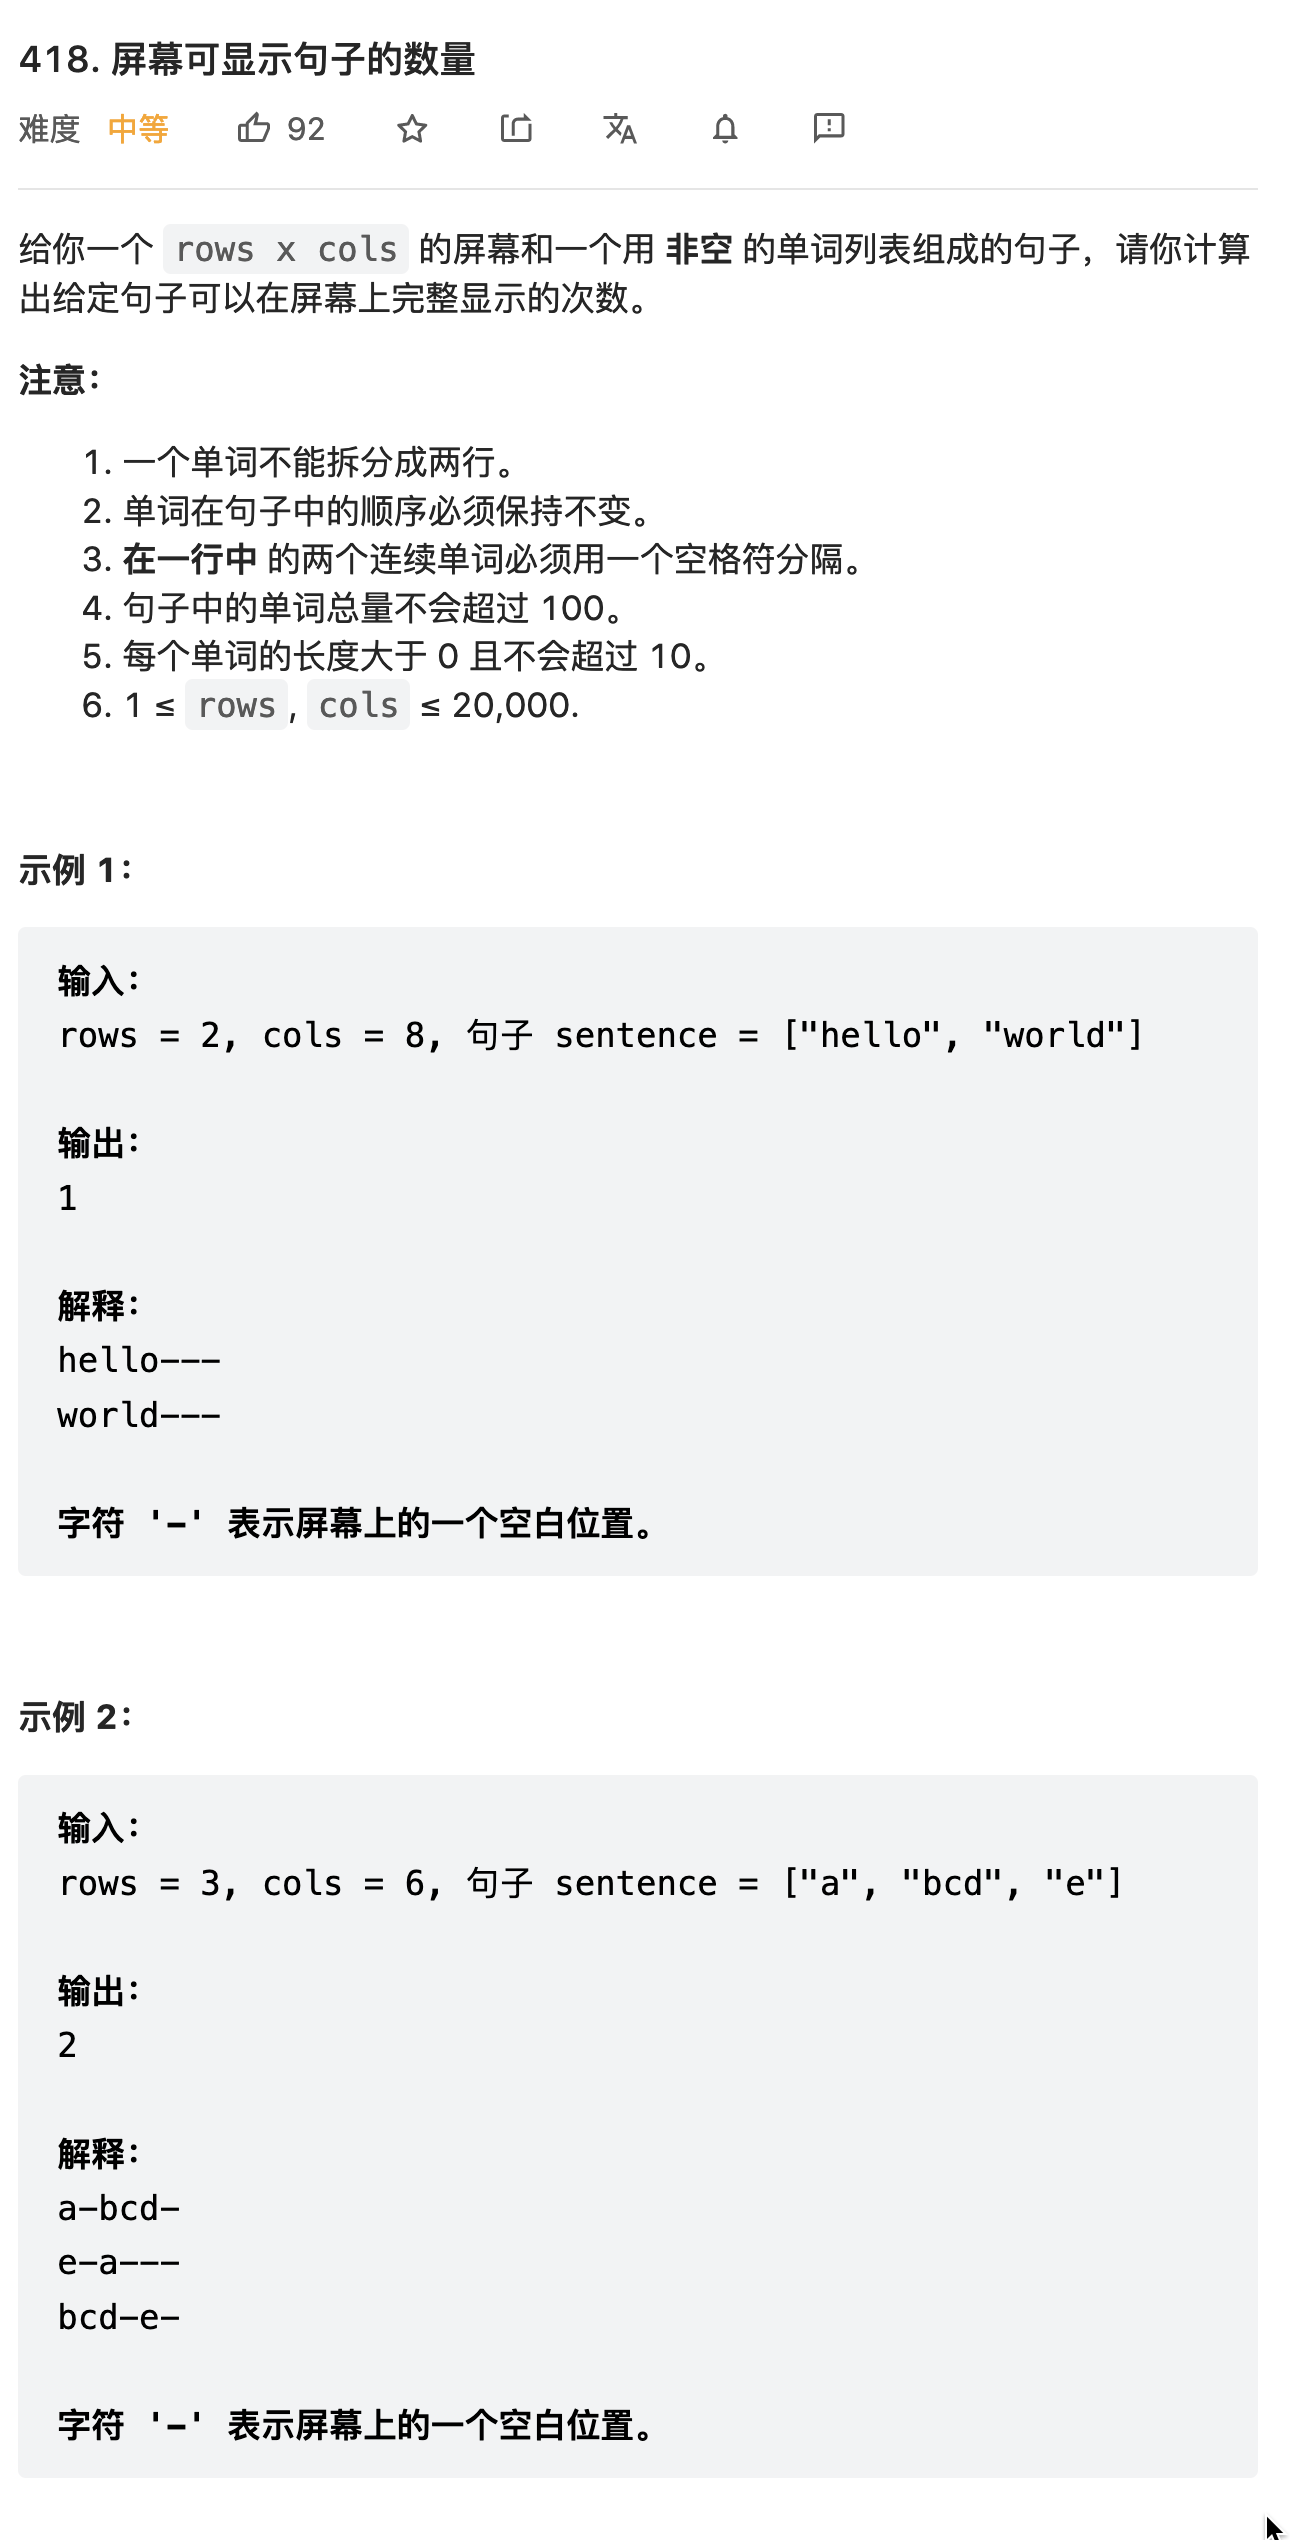 418. 屏幕可显示句子的数量
难度 中等 92
给你一个 rows x cols 的屏幕和一个用 非空 的单词列表组成的句子，请你计算
出给定句子可以在屏幕上完整显示的次数。
注意：
1. 一个单词不能拆分成两行。
2. 单词在句子中的顺序必须保持不变。
3. 在一行中 的两个连续单词必须用一个空格符分隔。
4. 句子中的单词总量不会超过 100。
5. 每个单词的长度大于 0 且不会超过 10。
6. 1 ≤ rows, cols ≤ 20,000.
示例 1：
输入：
rows = 2, cols = 8, 句子 sentence = ["hello", "world"]
输出：
1
解释：
hello---
world---
字符 '-' 表示屏幕上的一个空白位置。
示例 2：
输入：
rows = 3, cols = 6, 句子 sentence = ["a", "bcd", "e"]
输出：
2
解释：
a-bcd-
e-a---
bcd-e-
字符 '-' 表示屏幕上的一个空白位置。